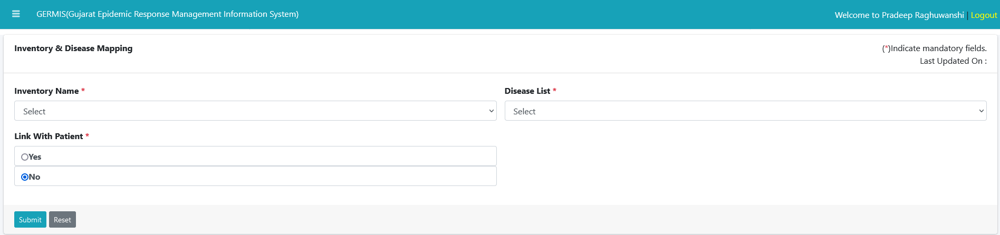 GERMIS(Gujarat Epidemic Response Management Information System)
Welcome to Pradeep Raghuwanshi | Logout
Inventory & Disease Mapping
(*)Indicate mandatory fields.
Last Updated On :
Inventory Name *
Disease List *
Select
Select
Link With Patient *
Yes
No
Submit
Reset